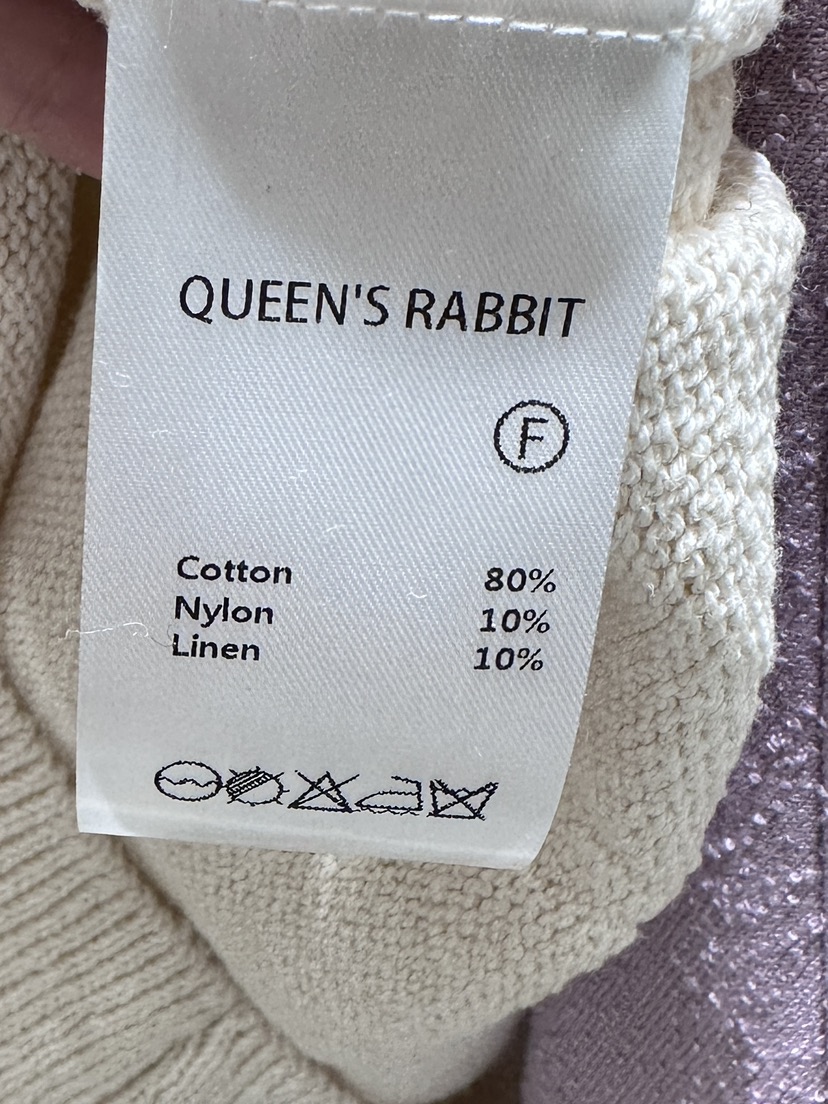 QUEEN'S RABBIT
F
Cotton 80%
Nylon 10%
Linen 10%